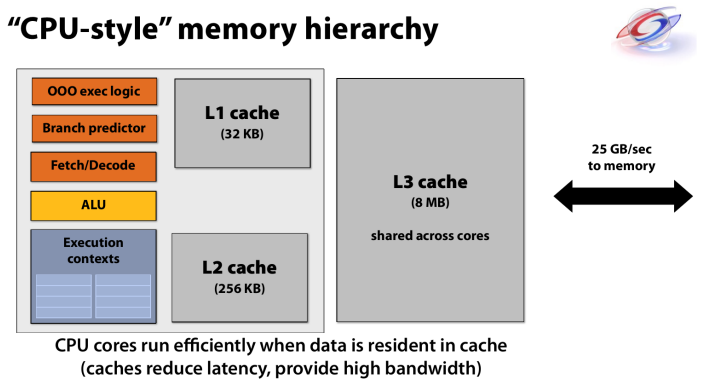 “CPU-style” memory hierarchy
OOO exec logic
Branch predictor
Fetch/Decode
ALU
Execution
contexts
L1 cache
(32 KB)
L2 cache
(256 KB)
L3 cache
(8 MB)
shared across cores
25 GB/sec
to memory
CPU cores run efficiently when data is resident in cache
(caches reduce latency, provide high bandwidth)